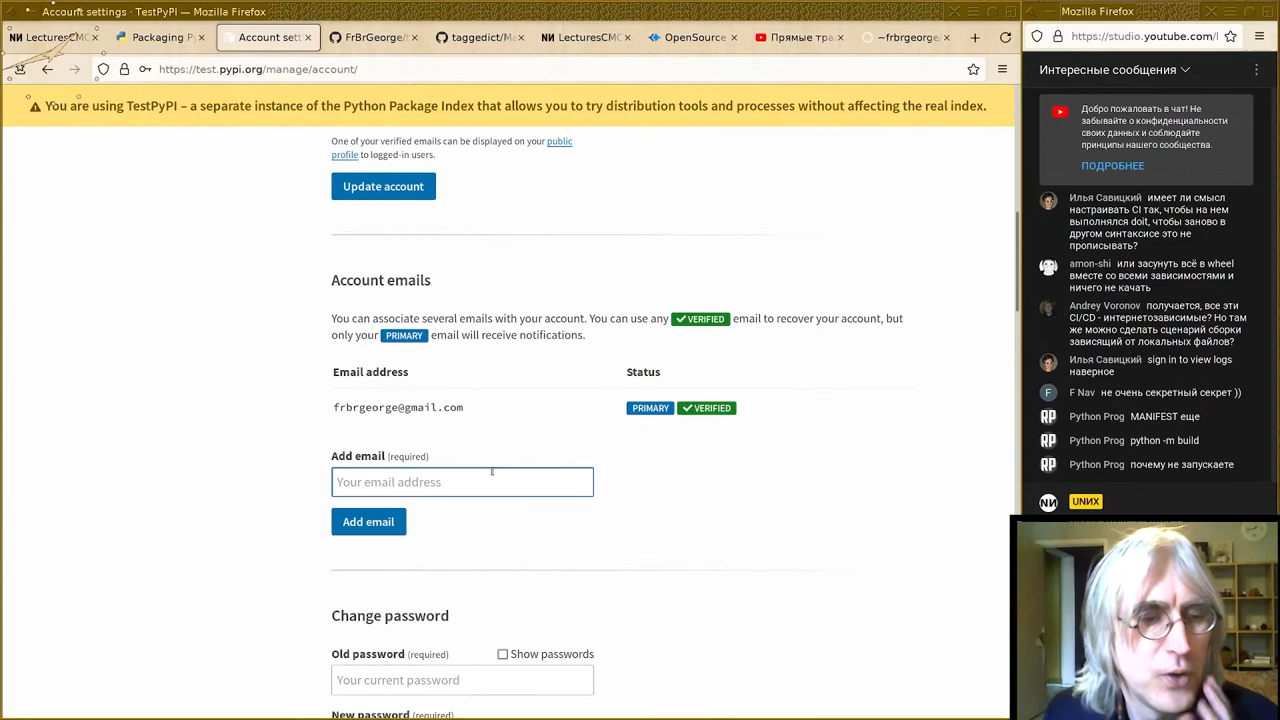 Account settings · TestPyPI — Mozilla Firefox
Mozilla Firefox
LecturesCMC
Packaging P
Account sett
FrBrGeorge/t
taggedict/Ma
LecturesCMC
OpenSource
Прямые тра
~frbrgeorge/
https://test.pypi.org/manage/account/
https://studio.youtube.com/l
You are using TestPyPI – a separate instance of the Python Package Index that allows you to try distribution tools and processes without affecting the real index.
One of your verified emails can be displayed on your public
profile to logged-in users.
Update account
Account emails
You can associate several emails with your account. You can use any VERIFIED email to recover your account, but
only your PRIMARY email will receive notifications.
Email address Status
frbrgeorge@gmail.com PRIMARY VERIFIED
Add email (required)
Your email address
Add email
Change password
Old password (required) Show passwords
Your current password
New password (required)
Интересные сообщения
Добро пожаловать в чат! Не
забывайте о конфиденциальности
своих данных и соблюдайте
принципы нашего сообщества.
ПОДРОБНЕЕ
Илья Савицкий имеет ли смысл
настраивать CI так, чтобы на нем
выполнялся doit, чтобы заново в
другом синтаксисе это не
прописывать?
amon-shi или засунуть всё в wheel
вместе со всеми зависимостями и
ничего не качать
Andrey Voronov получается, все эти
CI/CD - интернетозависимые? Но там
же можно сделать сценарий сборки
зависящий от локальных файлов?
Илья Савицкий sign in to view logs
наверное
F
F Nav не очень секретный секрет ))
Python Prog MANIFEST еще
Python Prog python -m build
Python Prog почему не запускаете
UNИX